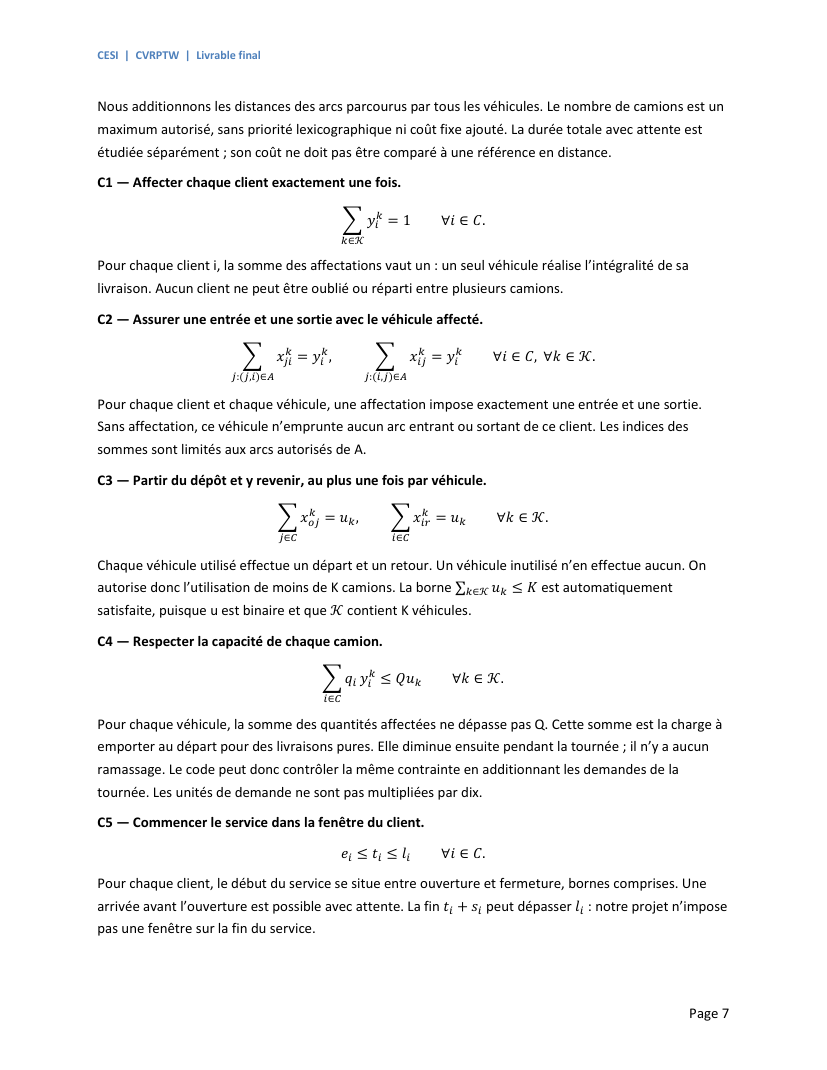 CESI | CVRPTW | Livrable final
Nous additionnons les distances des arcs parcourus par tous les véhicules. Le nombre de camions est un
maximum autorisé, sans priorité lexicographique ni coût fixe ajouté. La durée totale avec attente est
étudiée séparément ; son coût ne doit pas être comparé à une référence en distance.
C1 — Affecter chaque client exactement une fois.
∑_{k∈𝒦} y_i^k = 1 ∀i ∈ C.
Pour chaque client i, la somme des affectations vaut un : un seul véhicule réalise l’intégralité de sa
livraison. Aucun client ne peut être oublié ou réparti entre plusieurs camions.
C2 — Assurer une entrée et une sortie avec le véhicule affecté.
∑_{j:(j,i)∈A} x_{ji}^k = y_i^k, ∑_{j:(i,j)∈A} x_{ij}^k = y_i^k ∀i ∈ C, ∀k ∈ 𝒦.
Pour chaque client et chaque véhicule, une affectation impose exactement une entrée et une sortie.
Sans affectation, ce véhicule n’emprunte aucun arc entrant ou sortant de ce client. Les indices des
sommes sont limités aux arcs autorisés de A.
C3 — Partir du dépôt et y revenir, au plus une fois par véhicule.
∑_{j∈C} x_{oj}^k = u_k, ∑_{i∈C} x_{ir}^k = u_k ∀k ∈ 𝒦.
Chaque véhicule utilisé effectue un départ et un retour. Un véhicule inutilisé n’en effectue aucun. On
autorise donc l’utilisation de moins de K camions. La borne ∑_{k∈𝒦} u_k ≤ K est automatiquement
satisfaite, puisque u est binaire et que 𝒦 contient K véhicules.
C4 — Respecter la capacité de chaque camion.
∑_{i∈C} q_i y_i^k ≤ Qu_k ∀k ∈ 𝒦.
Pour chaque véhicule, la somme des quantités affectées ne dépasse pas Q. Cette somme est la charge à
emporter au départ pour des livraisons pures. Elle diminue ensuite pendant la tournée ; il n’y a aucun
ramassage. Le code peut donc contrôler la même contrainte en additionnant les demandes de la
tournée. Les unités de demande ne sont pas multipliées par dix.
C5 — Commencer le service dans la fenêtre du client.
e_i ≤ t_i ≤ l_i ∀i ∈ C.
Pour chaque client, le début du service se situe entre ouverture et fermeture, bornes comprises. Une
arrivée avant l’ouverture est possible avec attente. La fin t_i + s_i peut dépasser l_i : notre projet n’impose
pas une fenêtre sur la fin du service.
Page 7